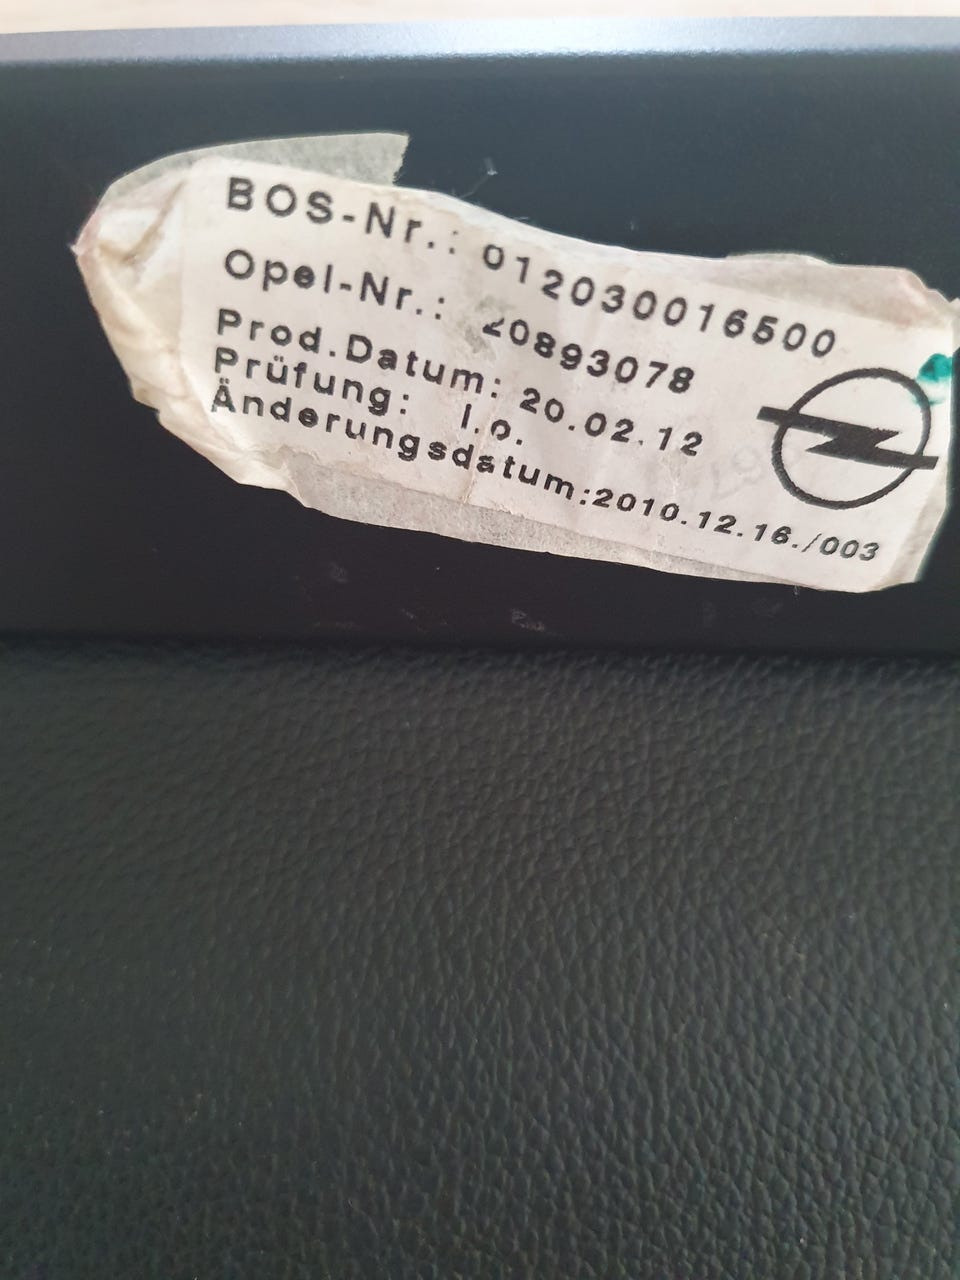 BOS-Nr.: 012030016500
Opel-Nr.: 20893078
Prod.Datum: 20.02.12
Prüfung: I.o.
Änderungsdatum:2010.12.16./003